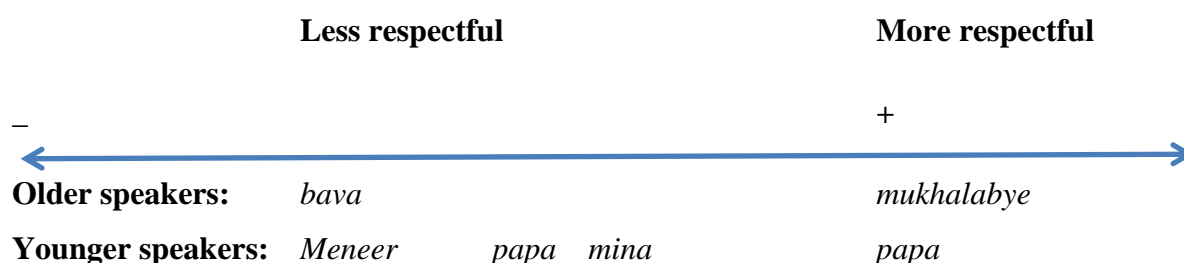 Less respectful More respectful
– +
Older speakers: bava mukhalabye
Younger speakers: Meneer papa mina papa